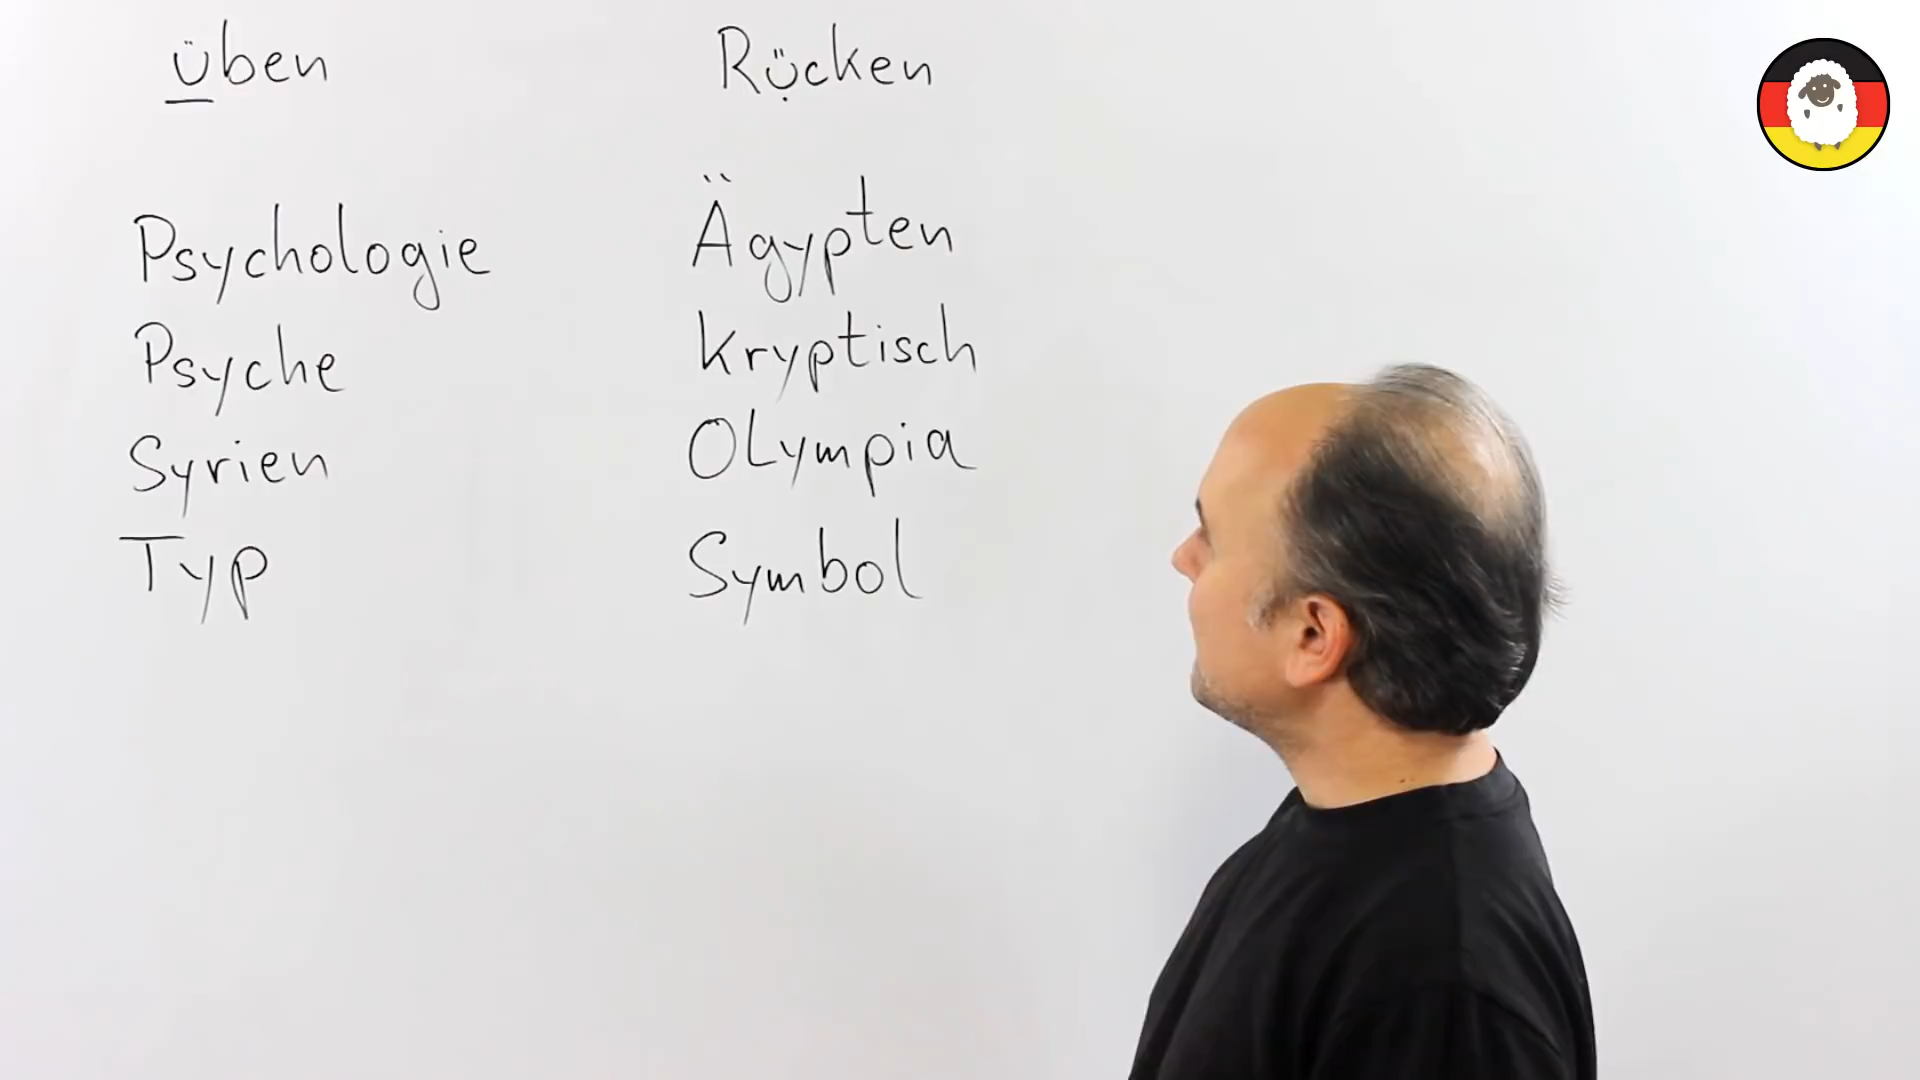 üben
Rücken
Psychologie
Psyche
Syrien
Typ
Ägypten
kryptisch
Olympia
Symbol